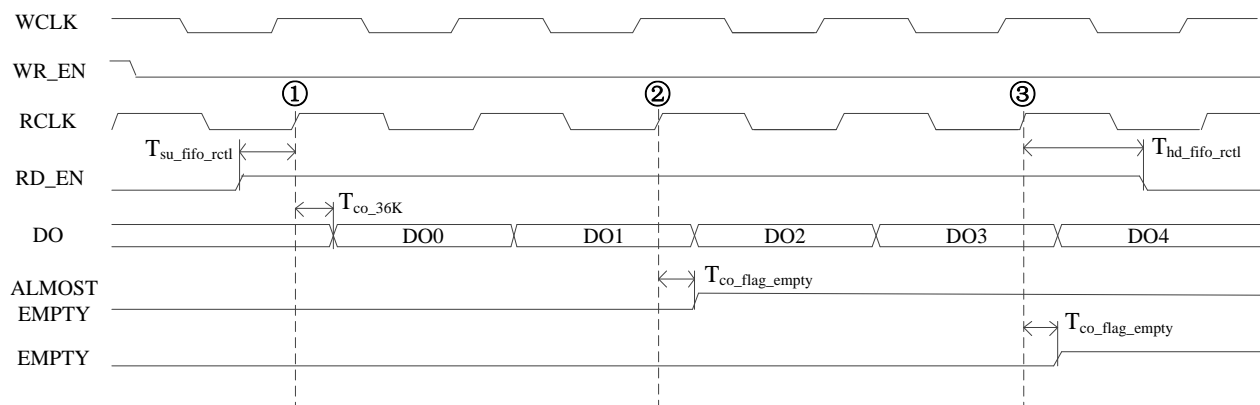 WCLK
WR_EN
① ② ③
RCLK
T_su_fifo_rctl T_hd_fifo_rctl
RD_EN
T_co_36K
DO DO0 DO1 DO2 DO3 DO4
T_co_flag_empty
ALMOST
EMPTY
T_co_flag_empty
EMPTY